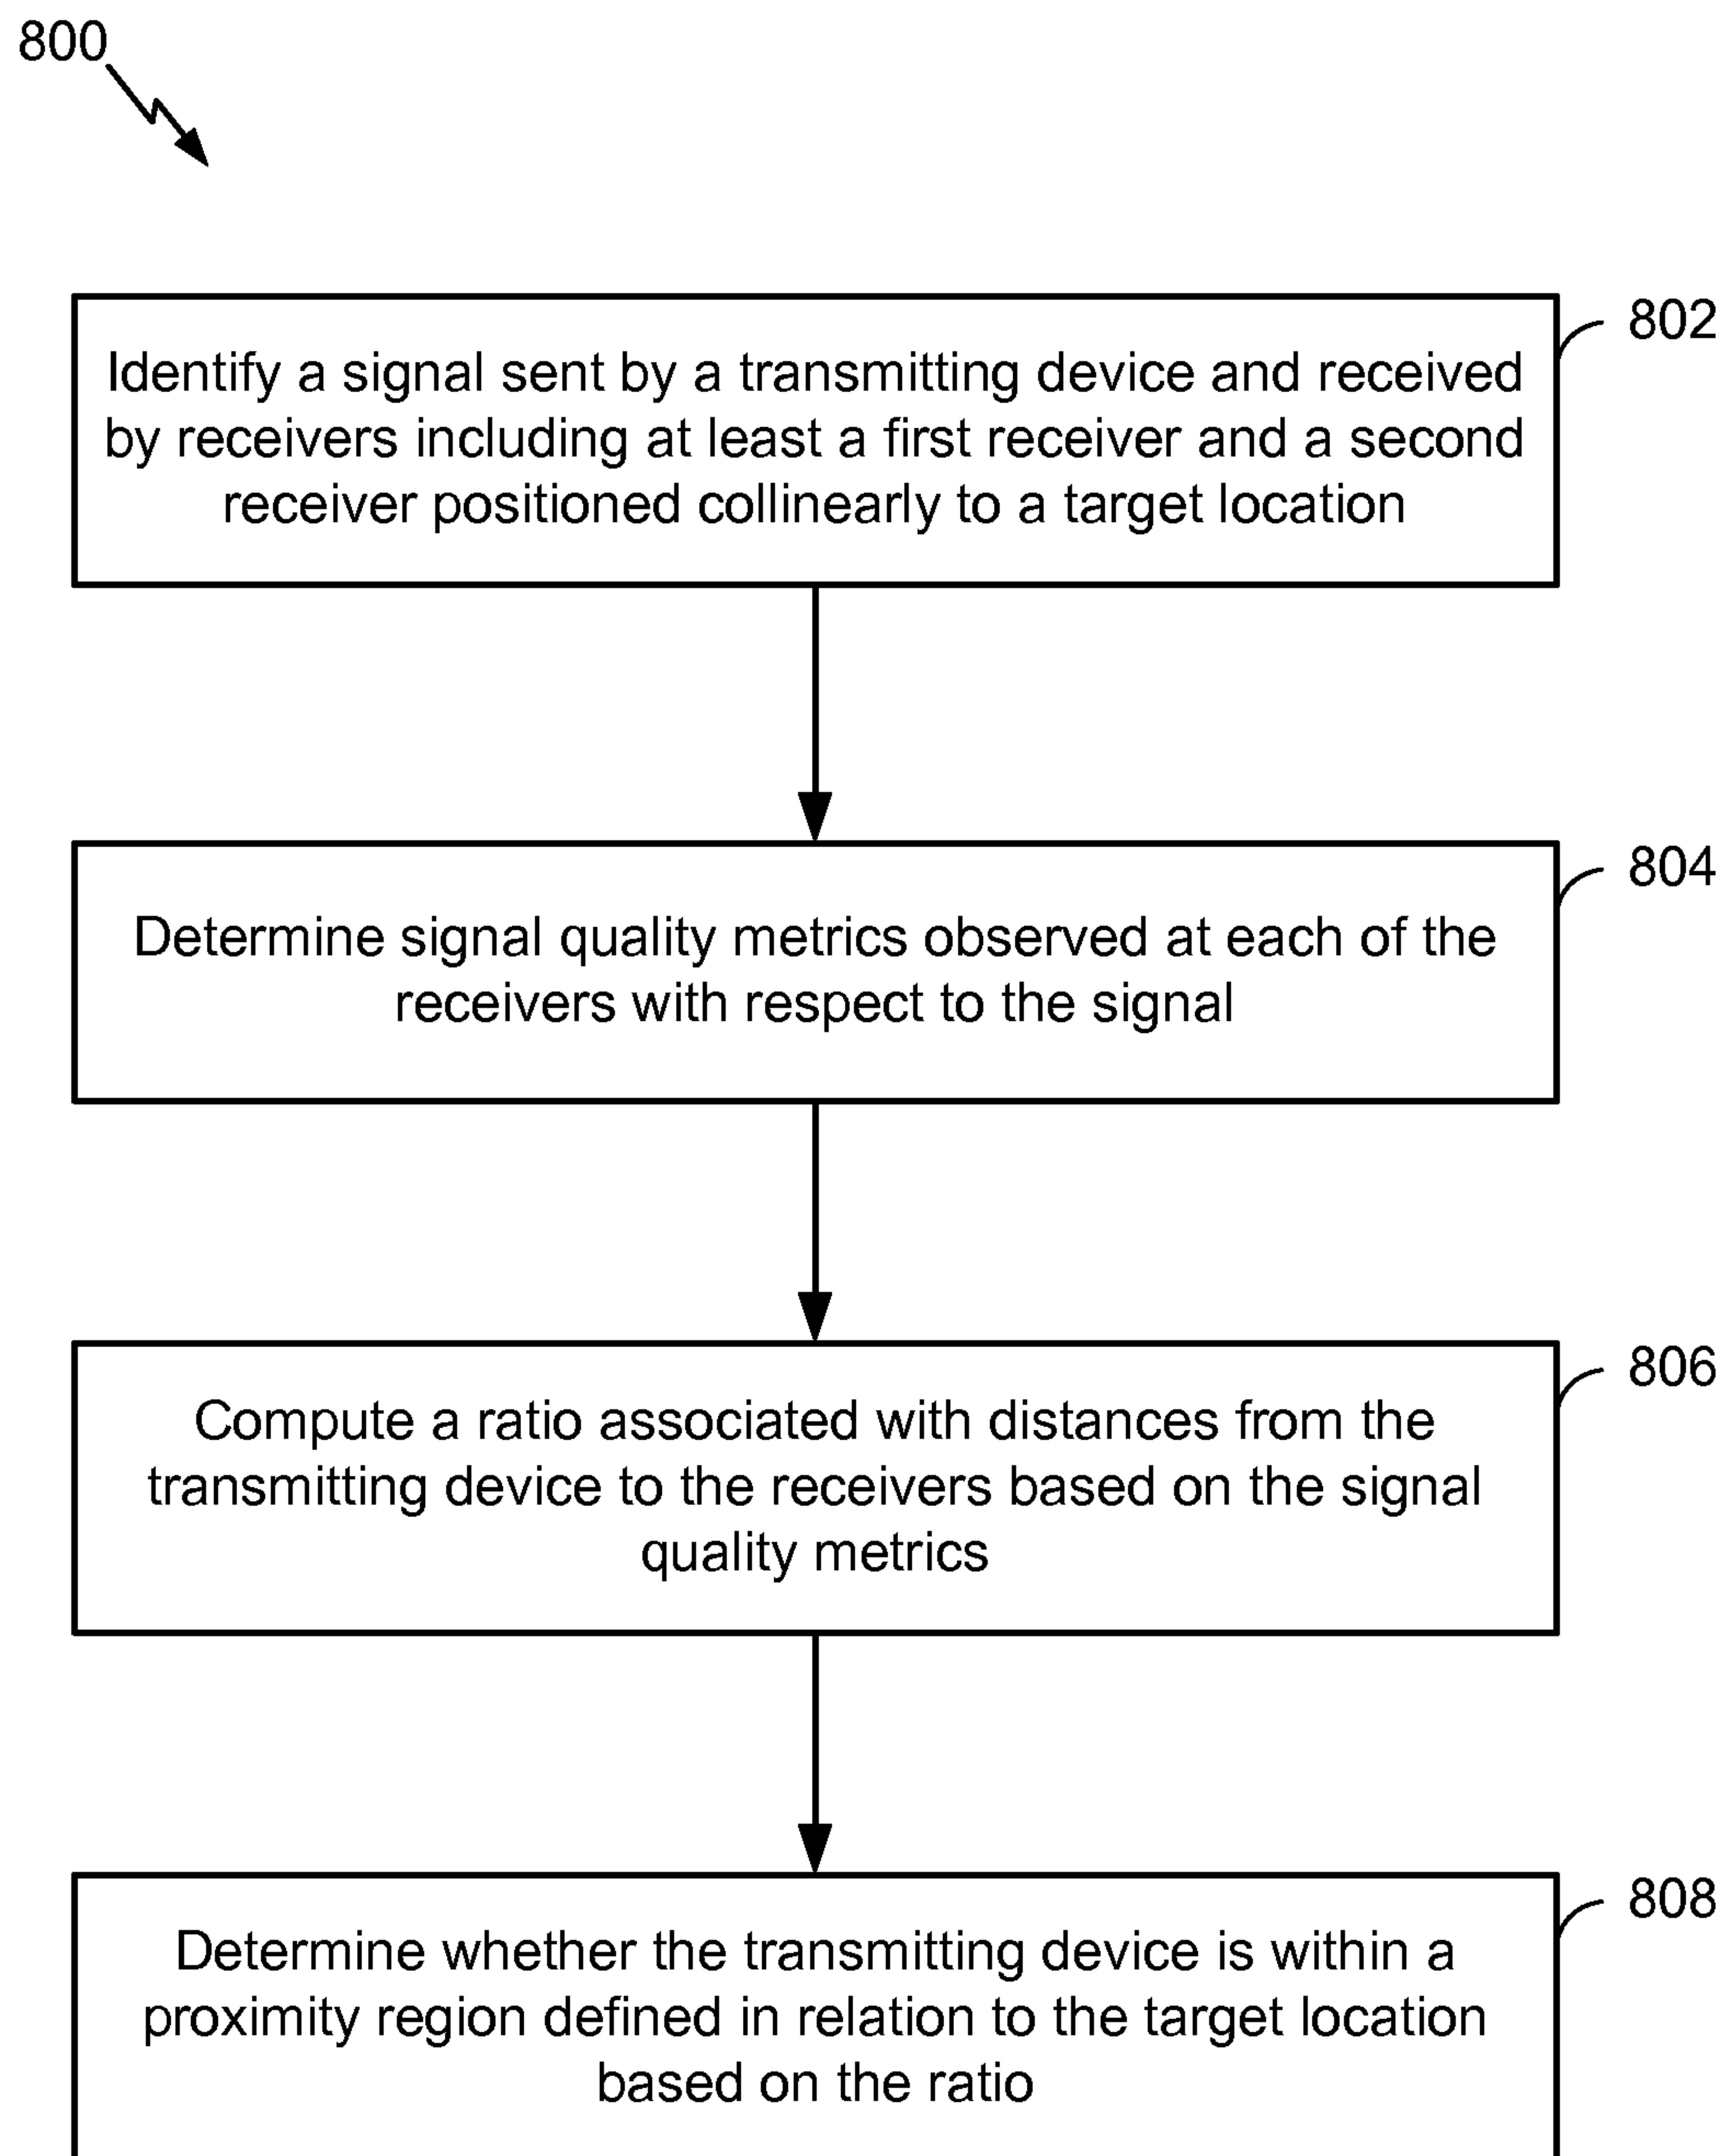 800
802
Identify a signal sent by a transmitting device and received
by receivers including at least a first receiver and a second
receiver positioned collinearly to a target location
804
Determine signal quality metrics observed at each of the
receivers with respect to the signal
806
Compute a ratio associated with distances from the
transmitting device to the receivers based on the signal
quality metrics
808
Determine whether the transmitting device is within a
proximity region defined in relation to the target location
based on the ratio